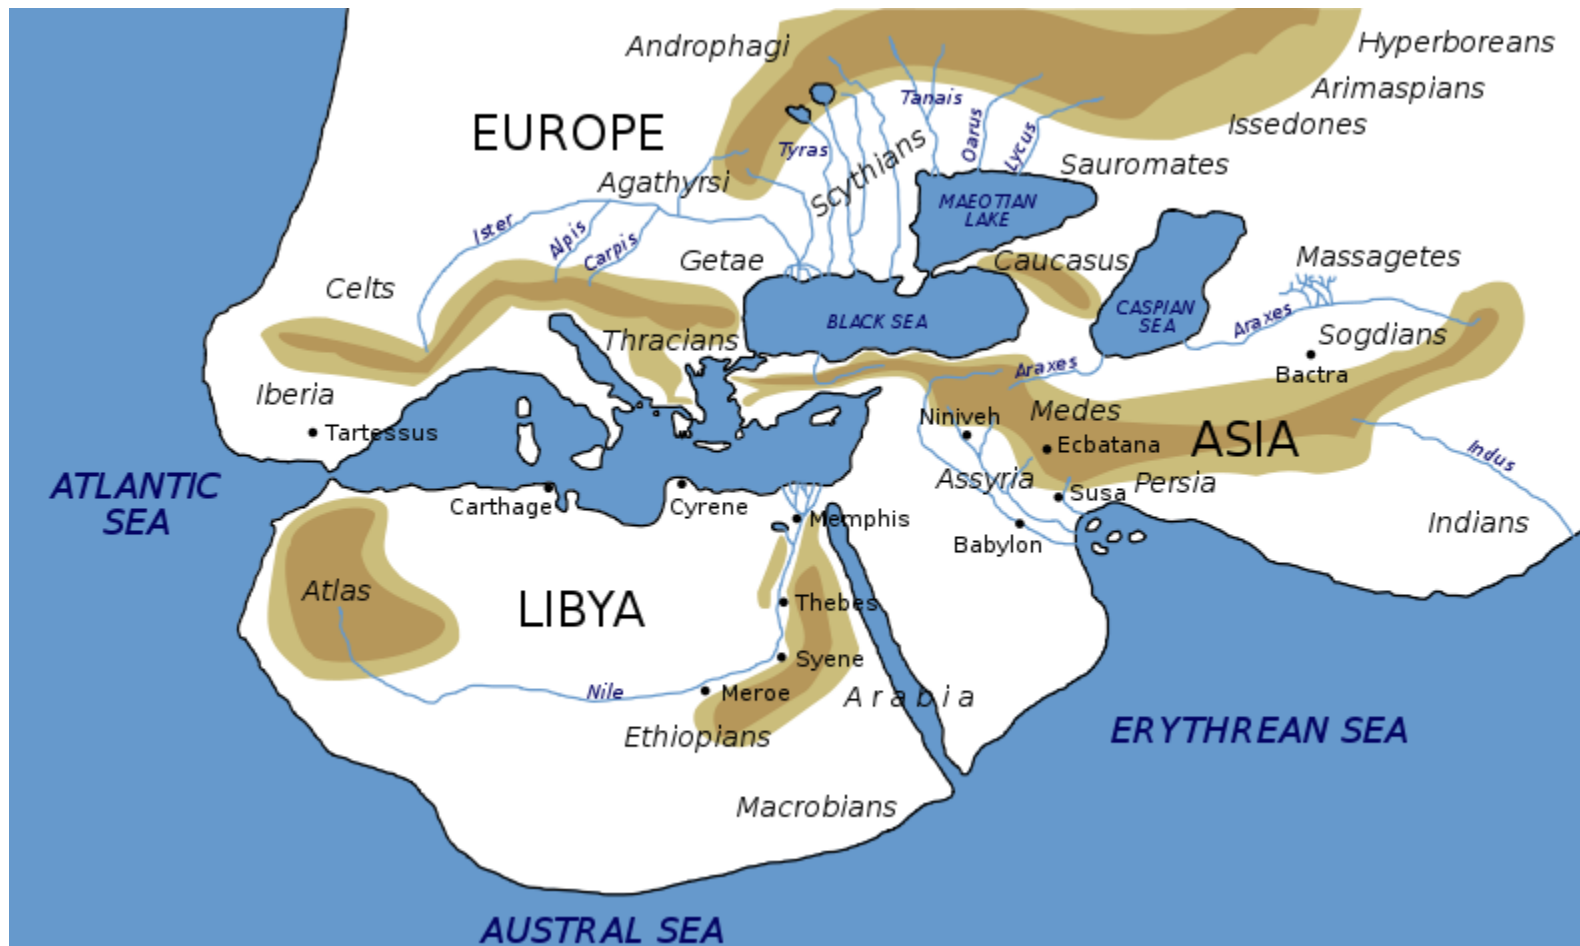 Androphagi
Hyperboreans
Arimaspians
Issedones
EUROPE
Tanais
Oarus
Lycus
Tyras
Scythians
Sauromates
Agathyrsi
MAEOTIAN
LAKE
Ister
Alpis
Carpis
Getae
Caucasus
Massagetes
Celts
BLACK SEA
CASPIAN
SEA
Araxes
Sogdians
Thracians
Araxes
Bactra
Iberia
Tartessus
Niniveh
Medes
Ecbatana
ASIA
Indus
ATLANTIC
SEA
Assyria
Susa
Persia
Carthage
Cyrene
Memphis
Babylon
Indians
Atlas
LIBYA
Thebes
Syene
Nile
Meroe
Arabia
Ethiopians
ERYTHREAN SEA
Macrobians
AUSTRAL SEA